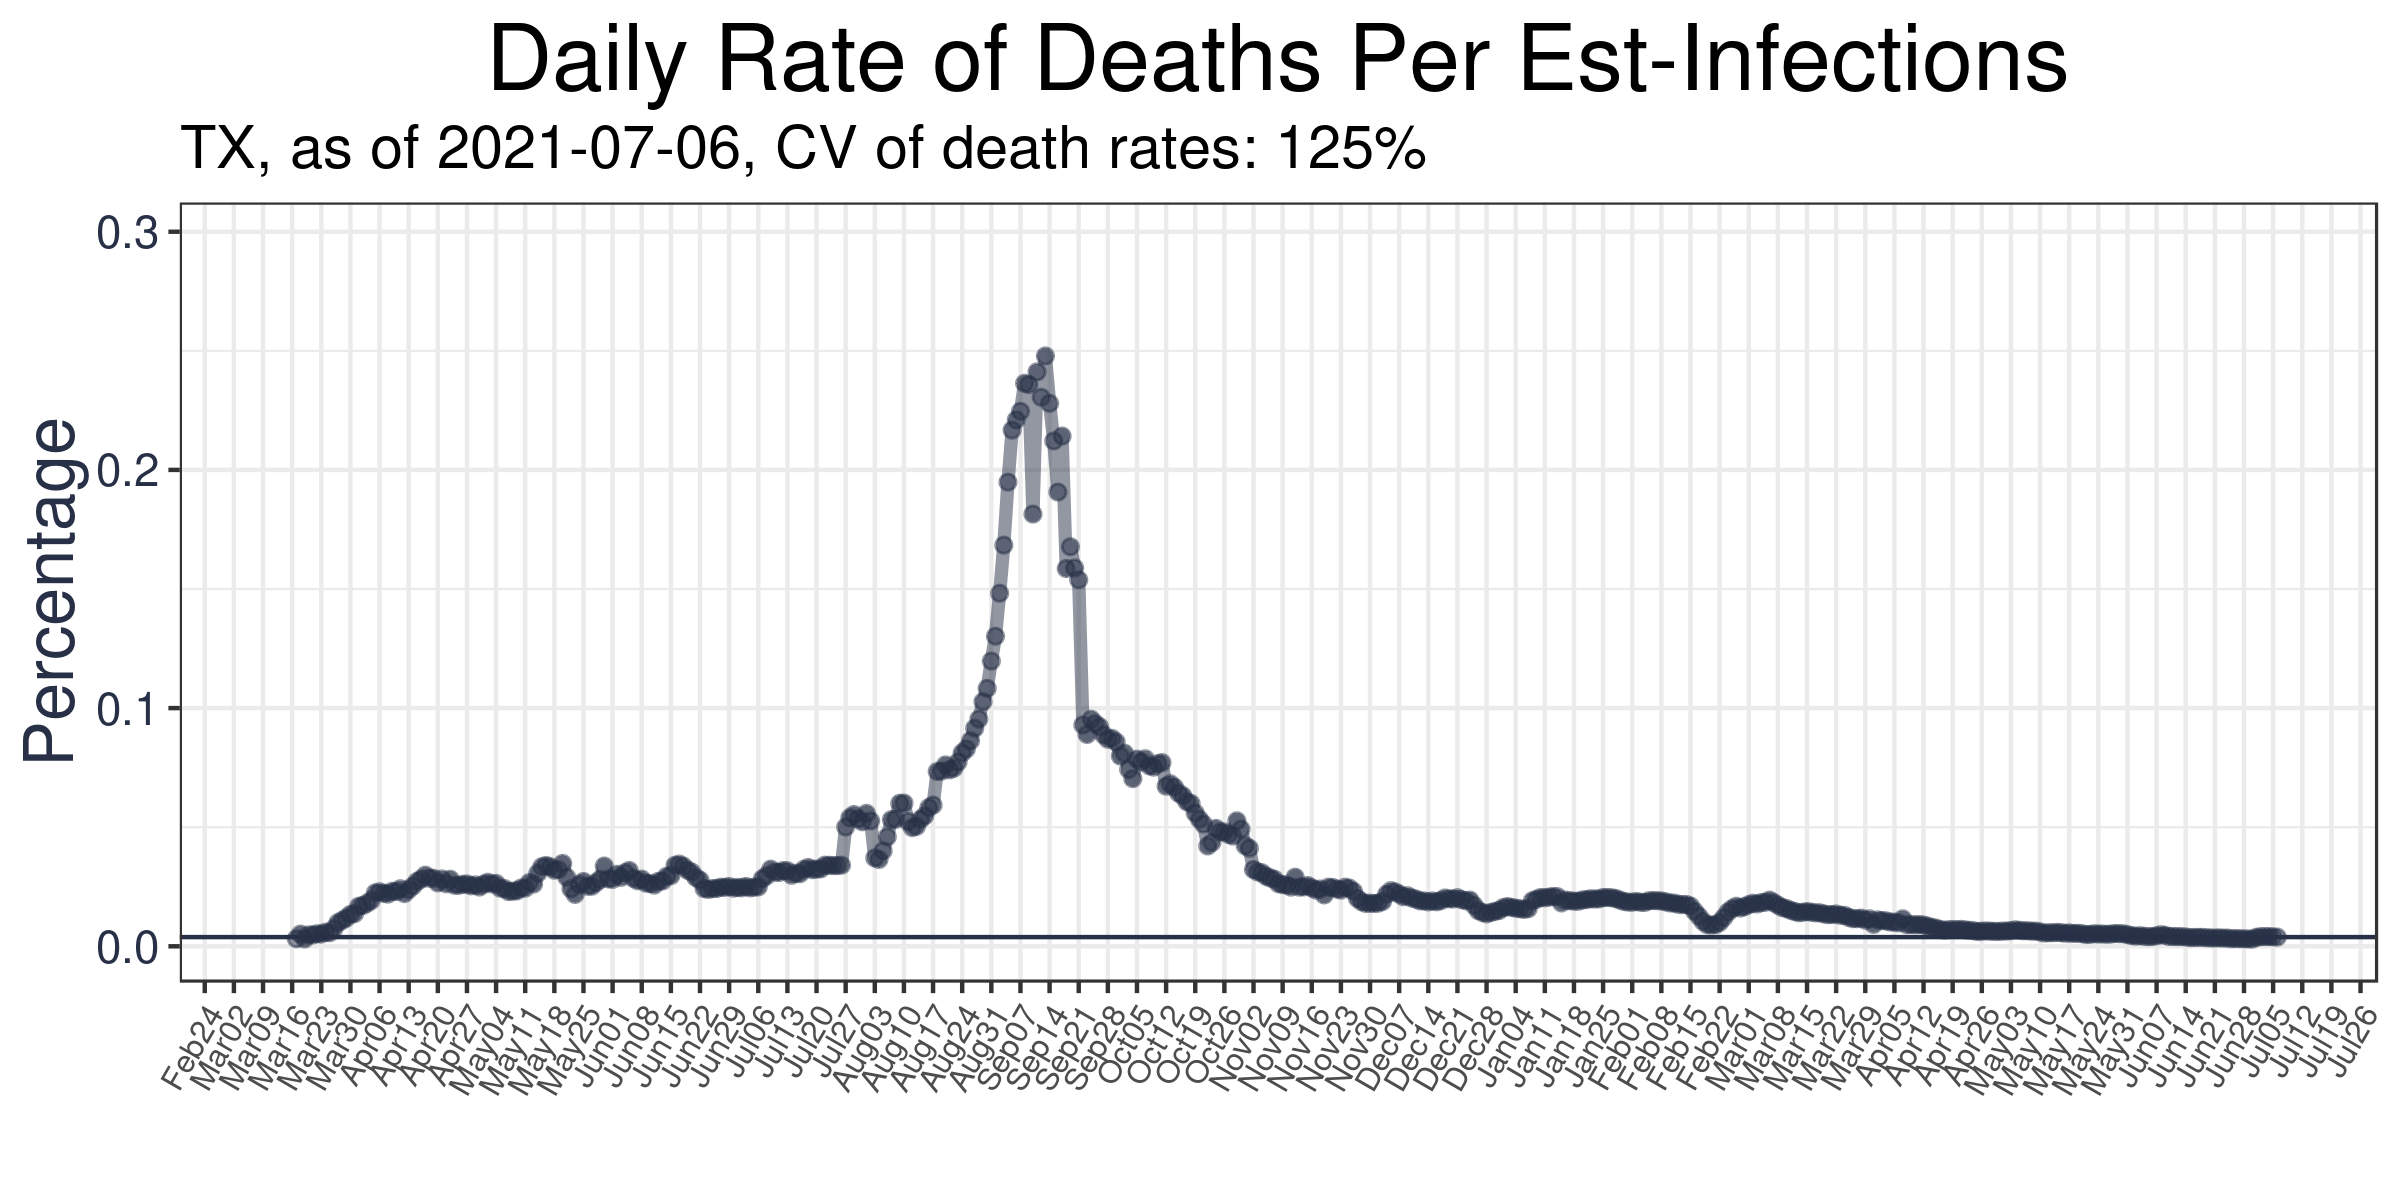 Daily Rate of Deaths Per Est-Infections
TX, as of 2021-07-06, CV of death rates: 125%
Percentage
0.3
0.2
0.1
0.0
Feb24
Mar02
Mar09
Mar16
Mar23
Mar30
Apr06
Apr13
Apr20
Apr27
May04
May11
May18
May25
Jun01
Jun08
Jun15
Jun22
Jun29
Jul06
Jul13
Jul20
Jul27
Aug03
Aug10
Aug17
Aug24
Aug31
Sep07
Sep14
Sep21
Sep28
Oct05
Oct12
Oct19
Oct26
Nov02
Nov09
Nov16
Nov23
Nov30
Dec07
Dec14
Dec21
Dec28
Jan04
Jan11
Jan18
Jan25
Feb01
Feb08
Feb15
Feb22
Mar01
Mar08
Mar15
Mar22
Mar29
Apr05
Apr12
Apr19
Apr26
May03
May10
May17
May24
May31
Jun07
Jun14
Jun21
Jun28
Jul05
Jul12
Jul19
Jul26